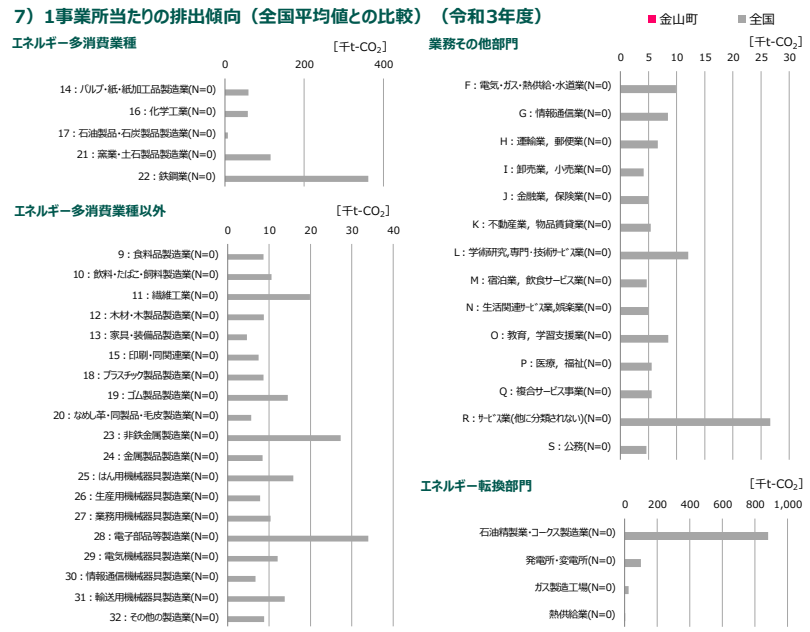 7）1事業所当たりの排出傾向（全国平均値との比較）（令和3年度）
■金山町 ■全国
エネルギー多消費業種
[千t-CO2]
0 200 400
14：パルプ・紙・紙加工品製造業(N=0)
16：化学工業(N=0)
17：石油製品・石炭製品製造業(N=0)
21：窯業・土石製品製造業(N=0)
22：鉄鋼業(N=0)
エネルギー多消費業種以外
[千t-CO2]
0 10 20 30 40
9：食料品製造業(N=0)
10：飲料・たばこ・飼料製造業(N=0)
11：繊維工業(N=0)
12：木材・木製品製造業(N=0)
13：家具・装備品製造業(N=0)
15：印刷・同関連業(N=0)
18：プラスチック製品製造業(N=0)
19：ゴム製品製造業(N=0)
20：なめし革・同製品・毛皮製造業(N=0)
23：非鉄金属製造業(N=0)
24：金属製品製造業(N=0)
25：はん用機械器具製造業(N=0)
26：生産用機械器具製造業(N=0)
27：業務用機械器具製造業(N=0)
28：電子部品等製造業(N=0)
29：電気機械器具製造業(N=0)
30：情報通信機械器具製造業(N=0)
31：輸送用機械器具製造業(N=0)
32：その他の製造業(N=0)
業務その他部門
[千t-CO2]
0 5 10 15 20 25 30
F：電気・ガス・熱供給・水道業(N=0)
G：情報通信業(N=0)
H：運輸業，郵便業(N=0)
I：卸売業，小売業(N=0)
J：金融業，保険業(N=0)
K：不動産業，物品賃貸業(N=0)
L：学術研究,専門・技術ｻｰﾋﾞｽ業(N=0)
M：宿泊業，飲食サービス業(N=0)
N：生活関連ｻｰﾋﾞｽ業,娯楽業(N=0)
O：教育，学習支援業(N=0)
P：医療，福祉(N=0)
Q：複合サービス事業(N=0)
R：ｻｰﾋﾞｽ業(他に分類されない)(N=0)
S：公務(N=0)
エネルギー転換部門
[千t-CO2]
0 200 400 600 800 1,000
石油精製業・コークス製造業(N=0)
発電所・変電所(N=0)
ガス製造工場(N=0)
熱供給業(N=0)